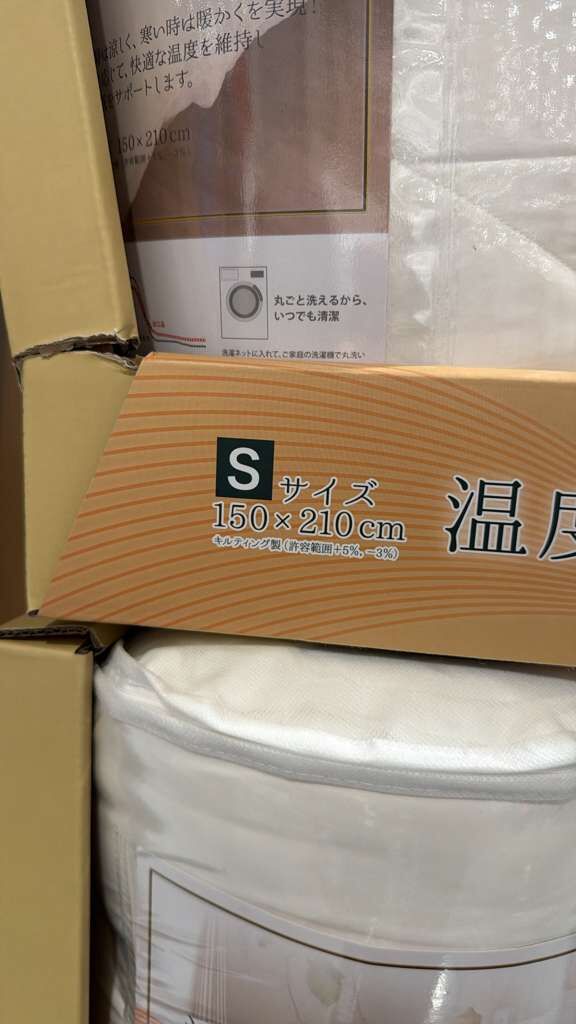 は涼しく、寒い時は暖かくを実現!
じて、快適な温度を維持し
サポートします。
150×210cm
丸ごと洗えるから、
いつでも清潔
洗濯ネットに入れて、ご家庭の洗濯機で丸洗い
S サイズ
150×210cm
キルティング製(許容範囲+5%,−3%)
温度